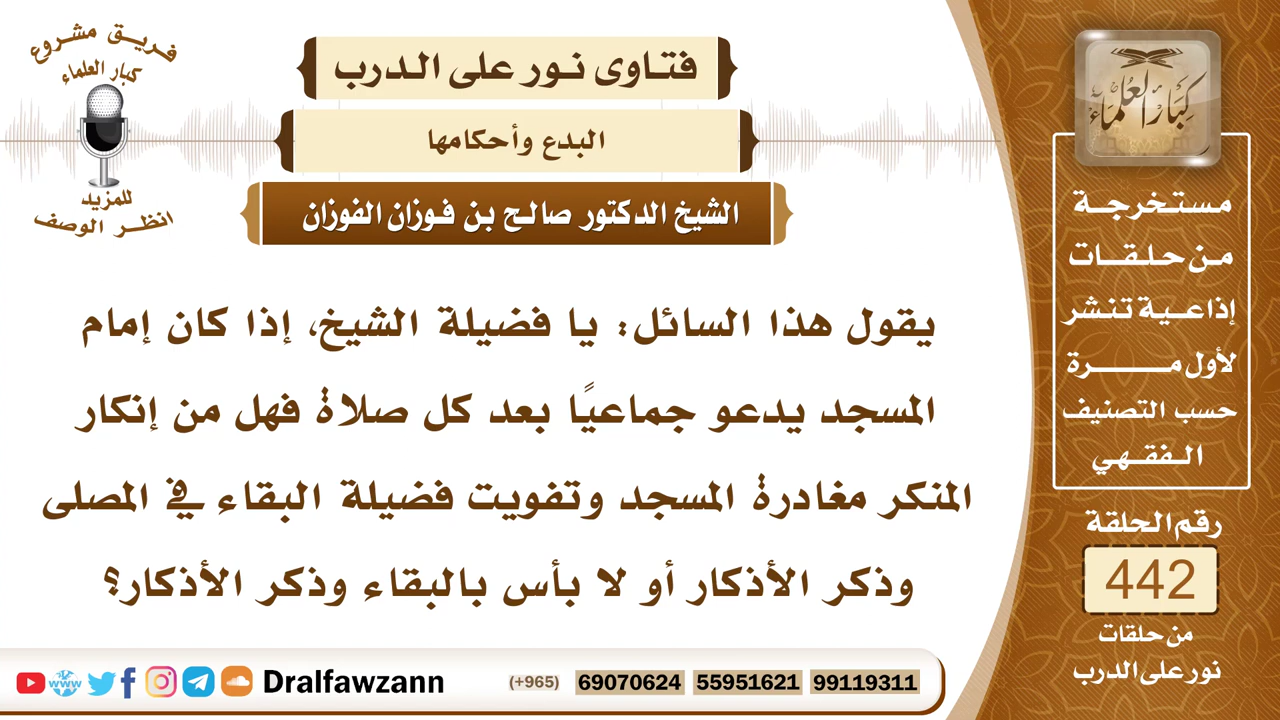 فريق مشروع
كبار العلماء
للمزيد
انظر الوصف
فتاوى نور على الدرب
البدع وأحكامها
الشيخ الدكتور صالح بن فوزان الفوزان
يقول هذا السائل: يا فضيلة الشيخ، إذا كان إمام
المسجد يدعو جماعيًا بعد كل صلاة فهل من إنكار
المنكر مغادرة المسجد وتفويت فضيلة البقاء في المصلى
وذكر الأذكار أو لا بأس بالبقاء وذكر الأذكار؟
كبار العلماء
مستخرجة
من حلقات
إذاعية تنشر
لأول مرة
حسب التصنيف
الفقهي
رقم الحلقة
442
من حلقات
نور على الدرب
www
Dralfawzann
(+965) 69070624 55951621 99119311